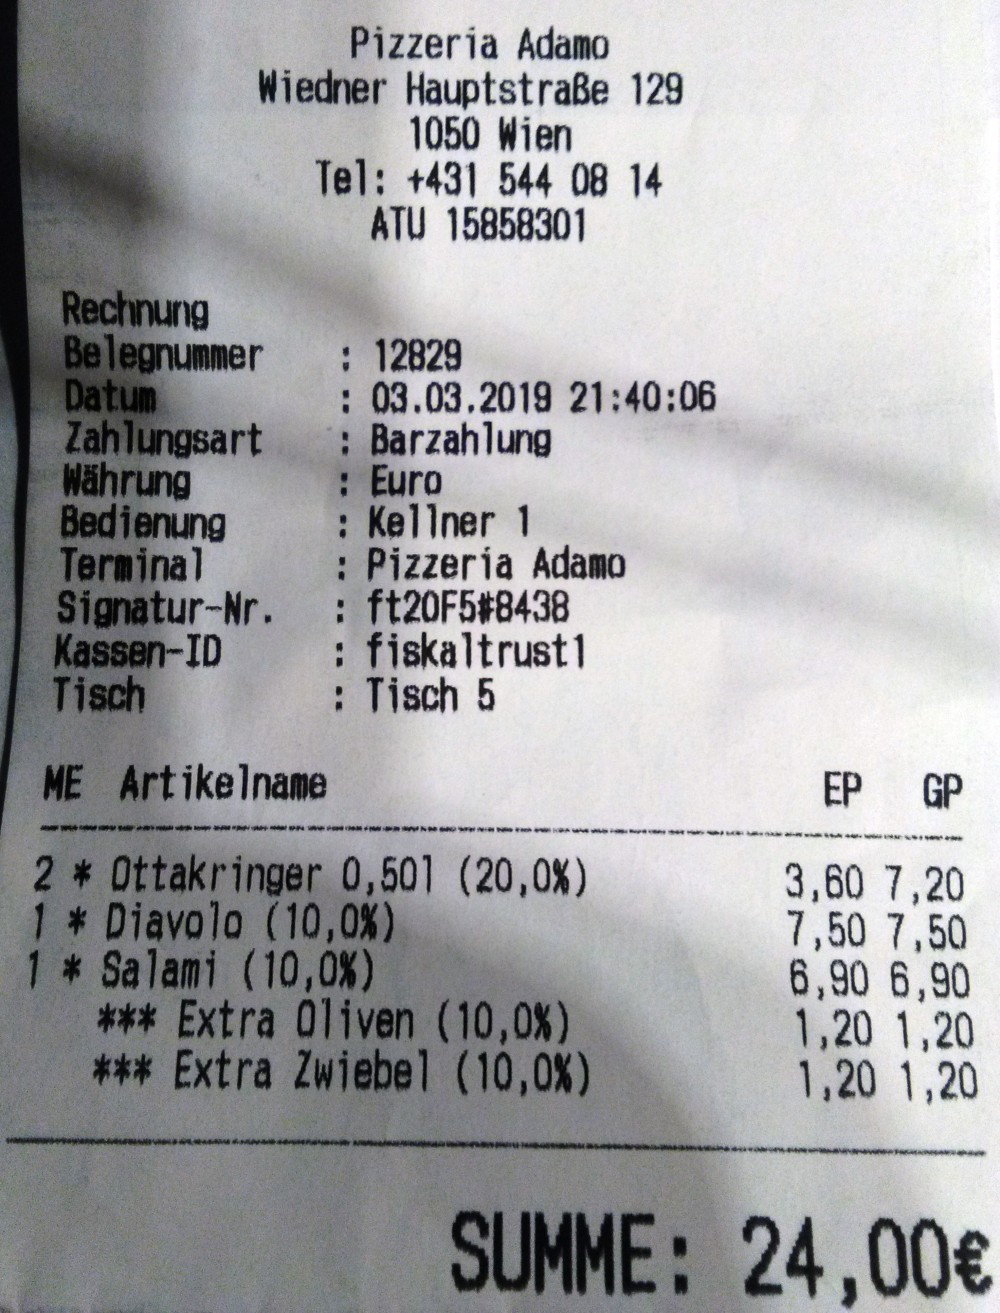 Pizzeria Adamo
Wiedner Hauptstraße 129
1050 Wien
Tel: +431 544 08 14
ATU 15858301
Rechnung
Belegnummer : 12829
Datum : 03.03.2019 21:40:06
Zahlungsart : Barzahlung
Währung : Euro
Bedienung : Kellner 1
Terminal : Pizzeria Adamo
Signatur-Nr. : ft20F5#8438
Kassen-ID : fiskaltrust1
Tisch : Tisch 5
ME Artikelname EP GP
2 * Ottakringer 0,50l (20,0%) 3,60 7,20
1 * Diavolo (10,0%) 7,50 7,50
1 * Salami (10,0%) 6,90 6,90
*** Extra Oliven (10,0%) 1,20 1,20
*** Extra Zwiebel (10,0%) 1,20 1,20
SUMME: 24,00€